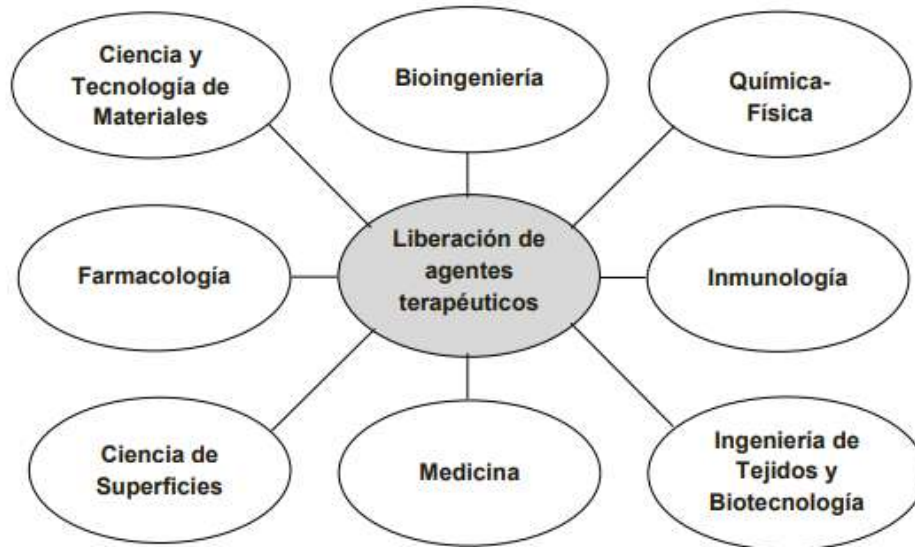 Ciencia y
Tecnología de
Materiales
Bioingeniería
Química-
Física
Farmacología
Liberación de
agentes
terapéuticos
Inmunología
Ciencia de
Superficies
Medicina
Ingeniería de
Tejidos y
Biotecnología